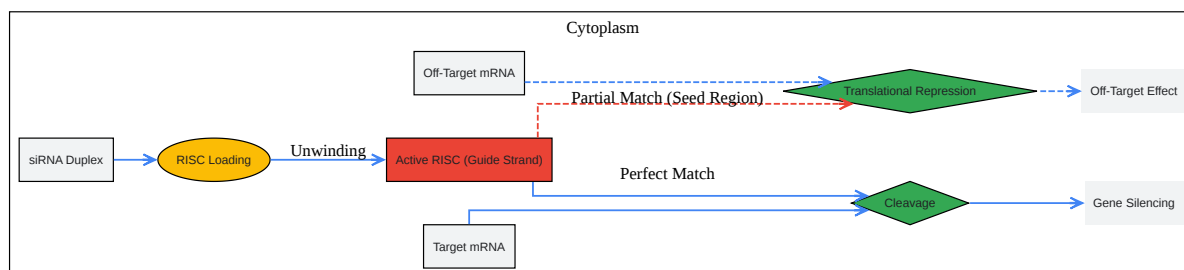 Cytoplasm
Off-Target mRNA
Translational Repression
Off-Target Effect
Partial Match (Seed Region)
siRNA Duplex
RISC Loading
Unwinding
Active RISC (Guide Strand)
Perfect Match
Cleavage
Gene Silencing
Target mRNA